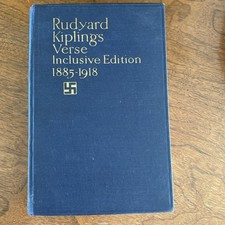 Rudyard
Kiplings
Verse
Inclusive Edition
1885-1918